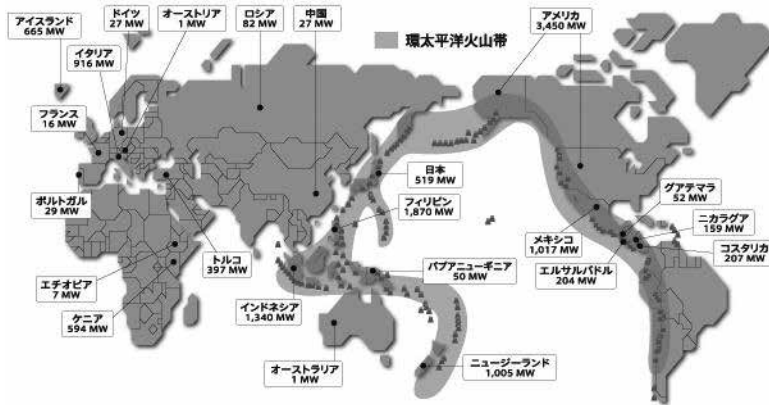 アイスランド
665 MW
ドイツ
27 MW
オーストリア
1 MW
ロシア
82 MW
中国
27 MW
環太平洋火山帯
アメリカ
3,450 MW
イタリア
916 MW
フランス
16 MW
ポルトガル
29 MW
トルコ
397 MW
エチオピア
7 MW
ケニア
594 MW
日本
519 MW
フィリピン
1,870 MW
インドネシア
1,340 MW
パプアニューギニア
50 MW
オーストラリア
1 MW
ニュージーランド
1,005 MW
メキシコ
1,017 MW
グアテマラ
52 MW
ニカラグア
159 MW
コスタリカ
207 MW
エルサルバドル
204 MW